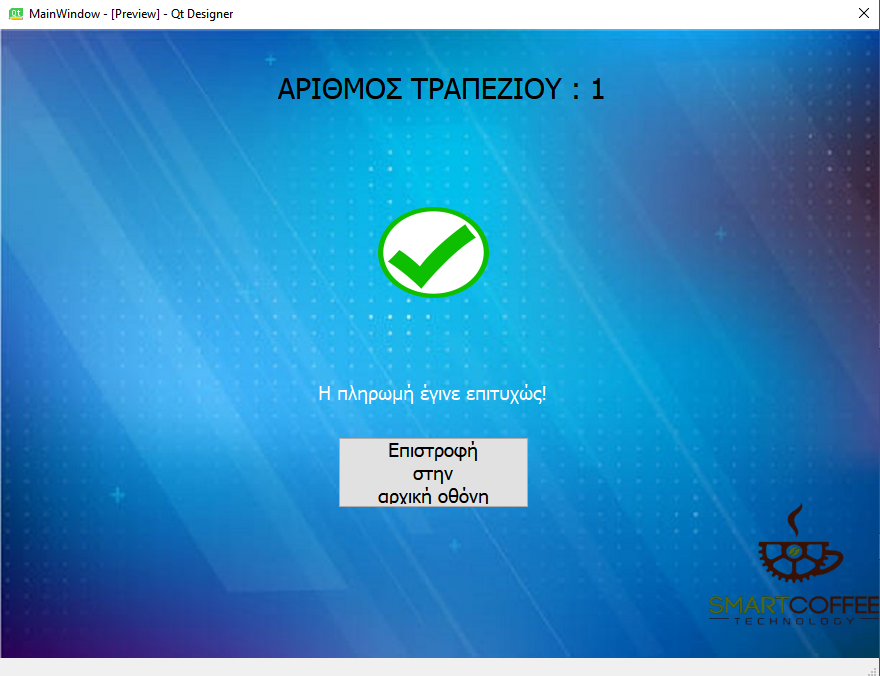 MainWindow - [Preview] - Qt Designer
ΑΡΙΘΜΟΣ ΤΡΑΠΕΖΙΟΥ : 1
Η πληρωμή έγινε επιτυχώς!
Επιστροφή
στην
αρχική οθόνη
SMARTCOFFEE
TECHNOLOGY